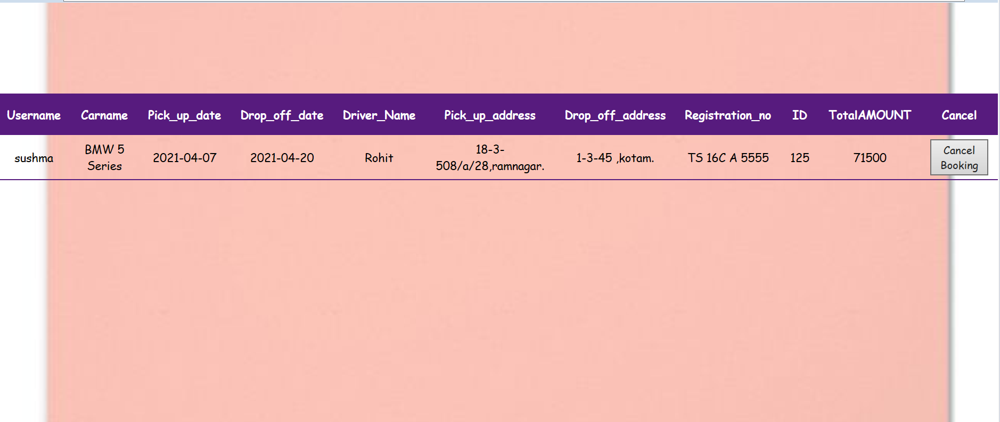 Username Carname Pick_up_date Drop_off_date Driver_Name Pick_up_address Drop_off_address Registration_no ID TotalAMOUNT Cancel
sushma BMW 5 Series 2021-04-07 2021-04-20 Rohit 18-3-508/a/28,ramnagar. 1-3-45 ,kotam. TS 16C A 5555 125 71500 Cancel Booking